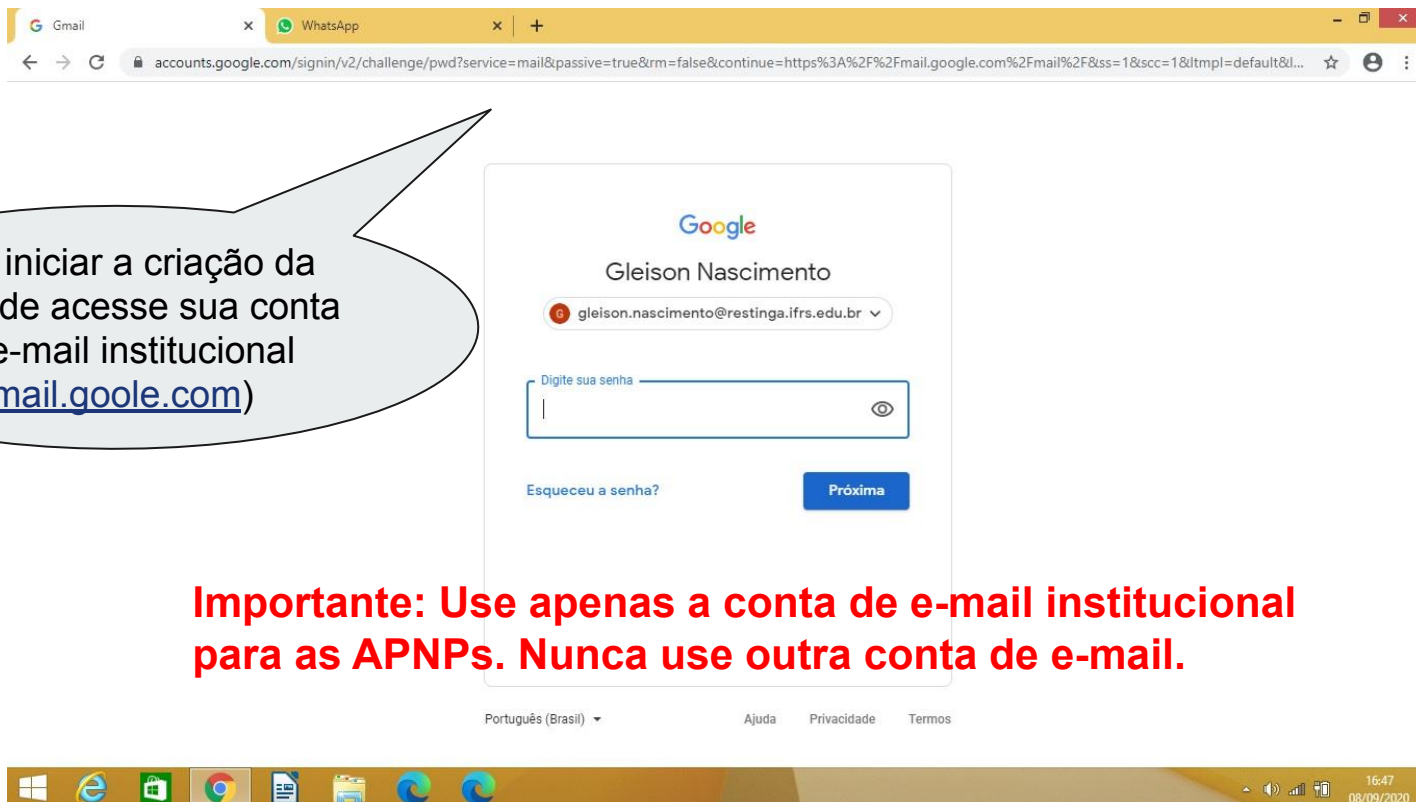 Gmail
WhatsApp
accounts.google.com/signin/v2/challenge/pwd?service=mail&passive=true&rm=false&continue=https%3A%2F%2Fmail.google.com%2Fmail%2F&ss=1&scc=1&ltmpl=default&l...
iniciar a criação da
de acesse sua conta
e-mail institucional
mail.goole.com)
Google
Gleison Nascimento
G gleison.nascimento@restinga.ifrs.edu.br
Digite sua senha
Esqueceu a senha?
Próxima
Importante: Use apenas a conta de e-mail institucional
para as APNPs. Nunca use outra conta de e-mail.
Português (Brasil)
Ajuda
Privacidade
Termos
16:47
08/09/2020